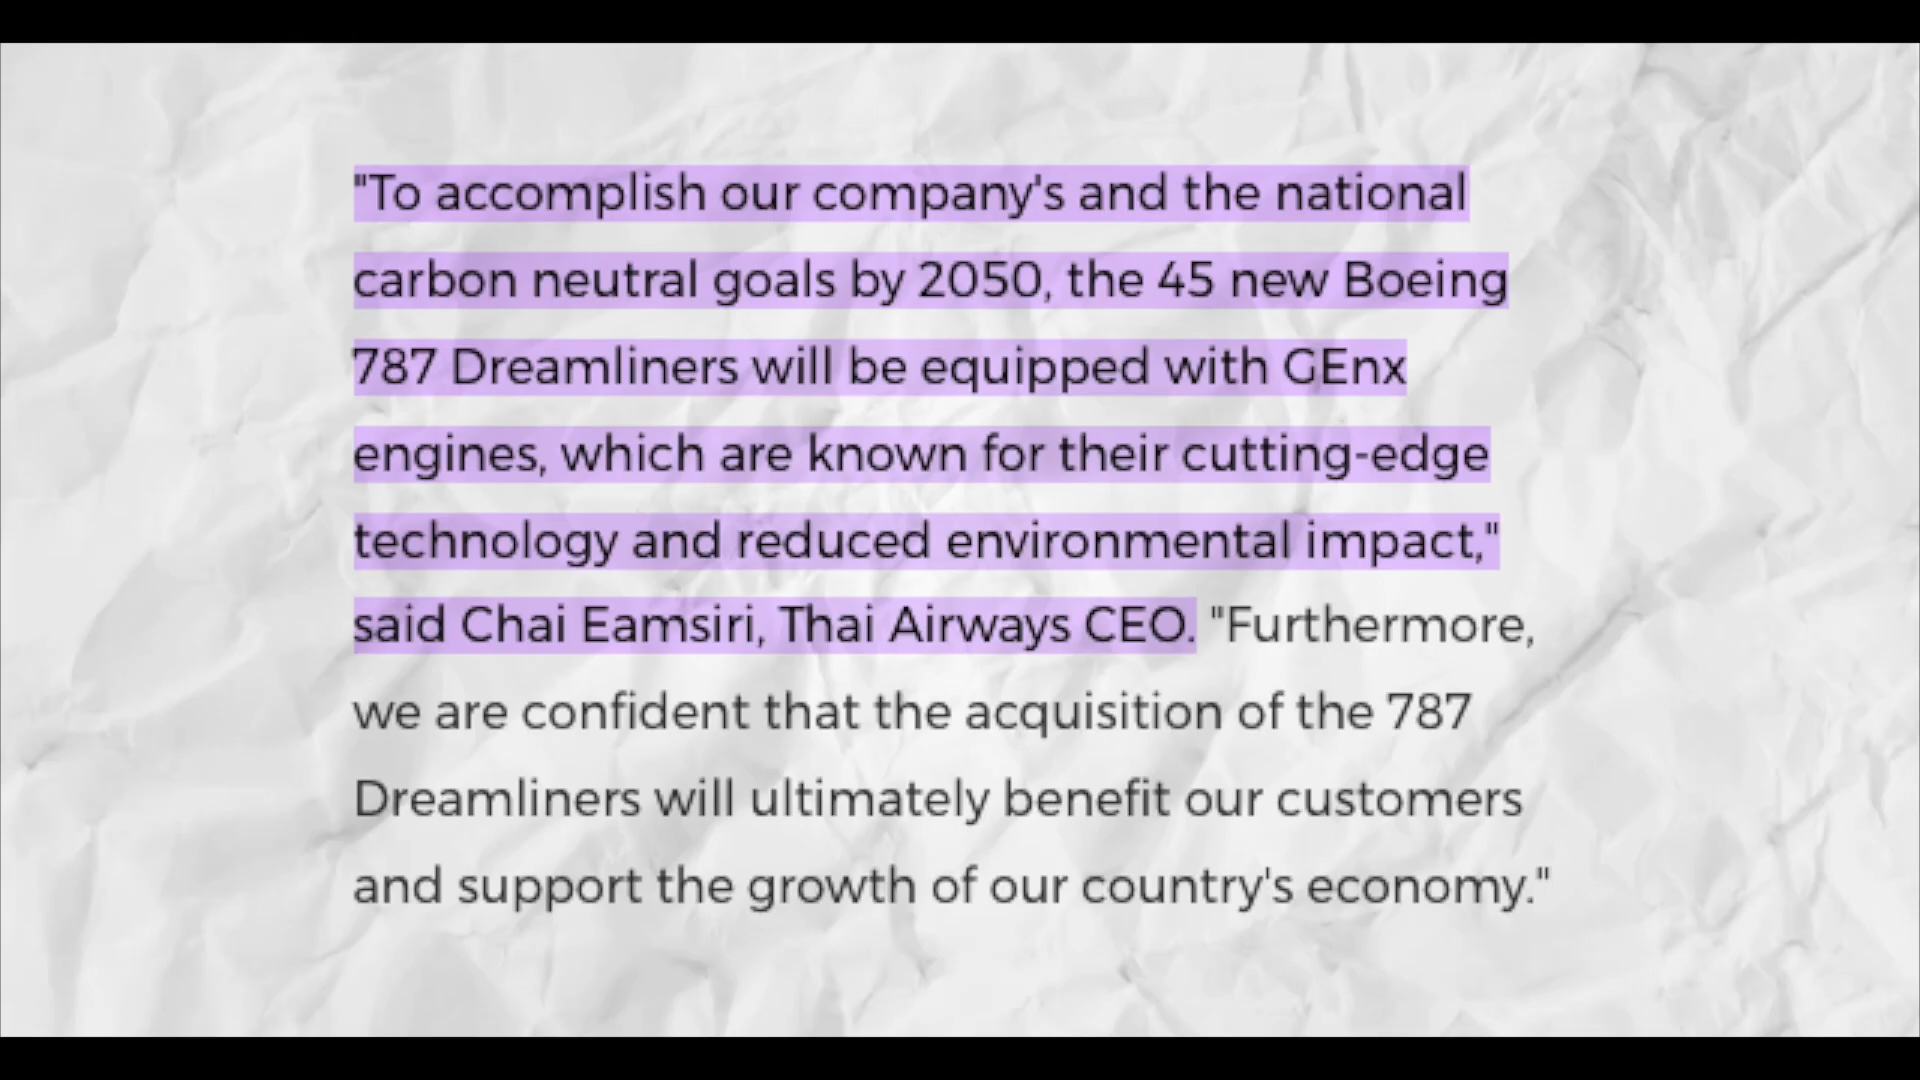 "To accomplish our company's and the national
carbon neutral goals by 2050, the 45 new Boeing
787 Dreamliners will be equipped with GEnx
engines, which are known for their cutting-edge
technology and reduced environmental impact,"
said Chai Eamsiri, Thai Airways CEO. "Furthermore,
we are confident that the acquisition of the 787
Dreamliners will ultimately benefit our customers
and support the growth of our country's economy."